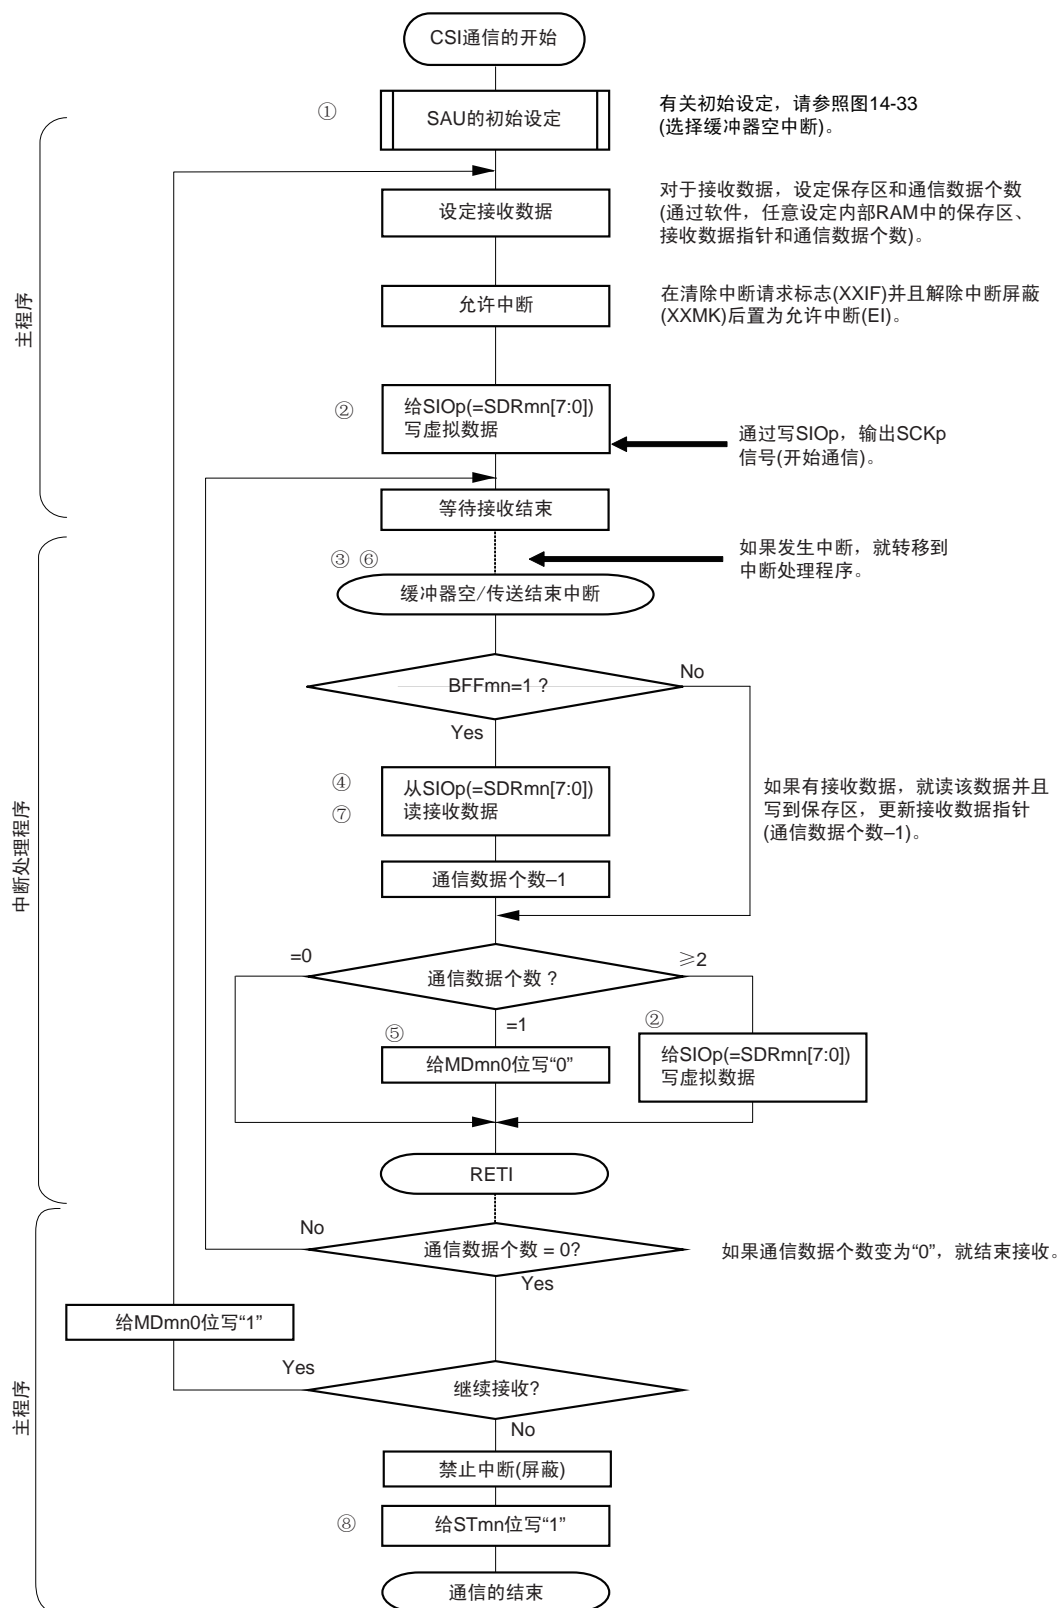 CSI通信的开始
①
SAU的初始设定
有关初始设定，请参照图14-33
(选择缓冲器空中断)。
设定接收数据
对于接收数据，设定保存区和通信数据个数
(通过软件，任意设定内部RAM中的保存区、
接收数据指针和通信数据个数)。
主程序
允许中断
在清除中断请求标志(XXIF)并且解除中断屏蔽
(XXMK)后置为允许中断(EI)。
②
给SIOp(=SDRmn[7:0])
写虚拟数据
通过写SIOp，输出SCKp
信号(开始通信)。
等待接收结束
如果发生中断，就转移到
中断处理程序。
③ ⑥
缓冲器空/传送结束中断
BFFmn=1 ?
No
Yes
④
⑦
从SIOp(=SDRmn[7:0])
读接收数据
如果有接收数据，就读该数据并且
写到保存区，更新接收数据指针
(通信数据个数–1)。
中断处理程序
通信数据个数–1
=0
通信数据个数 ?
≥2
=1
⑤
给MDmn0位写“0”
②
给SIOp(=SDRmn[7:0])
写虚拟数据
RETI
No
通信数据个数 = 0?
如果通信数据个数变为“0”，就结束接收。
Yes
给MDmn0位写“1”
Yes
继续接收?
主程序
No
禁止中断(屏蔽)
⑧
给STmn位写“1”
通信的结束